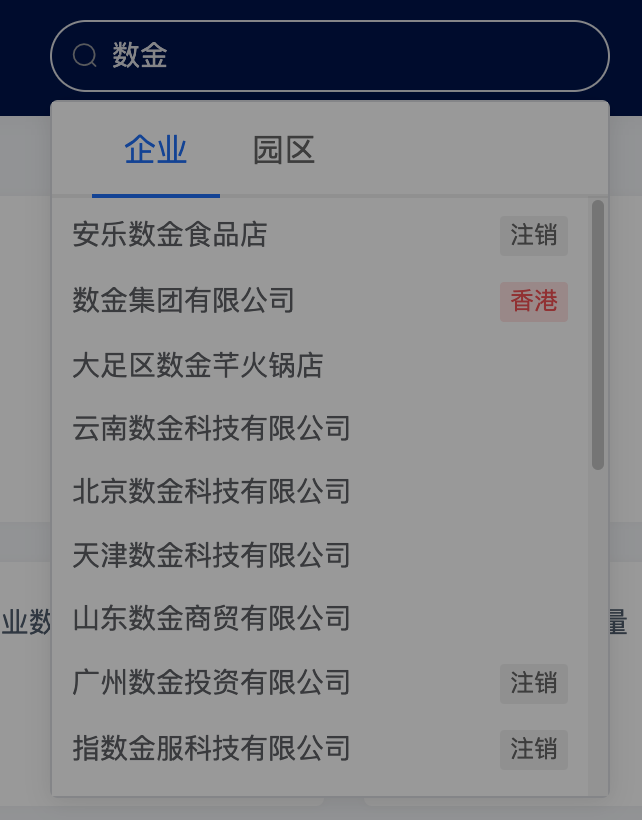 数金
企业 园区
安乐数金食品店 注销
数金集团有限公司 香港
大足区数金芊火锅店
云南数金科技有限公司
北京数金科技有限公司
天津数金科技有限公司
业数 山东数金商贸有限公司 量
广州数金投资有限公司 注销
指数金服科技有限公司 注销